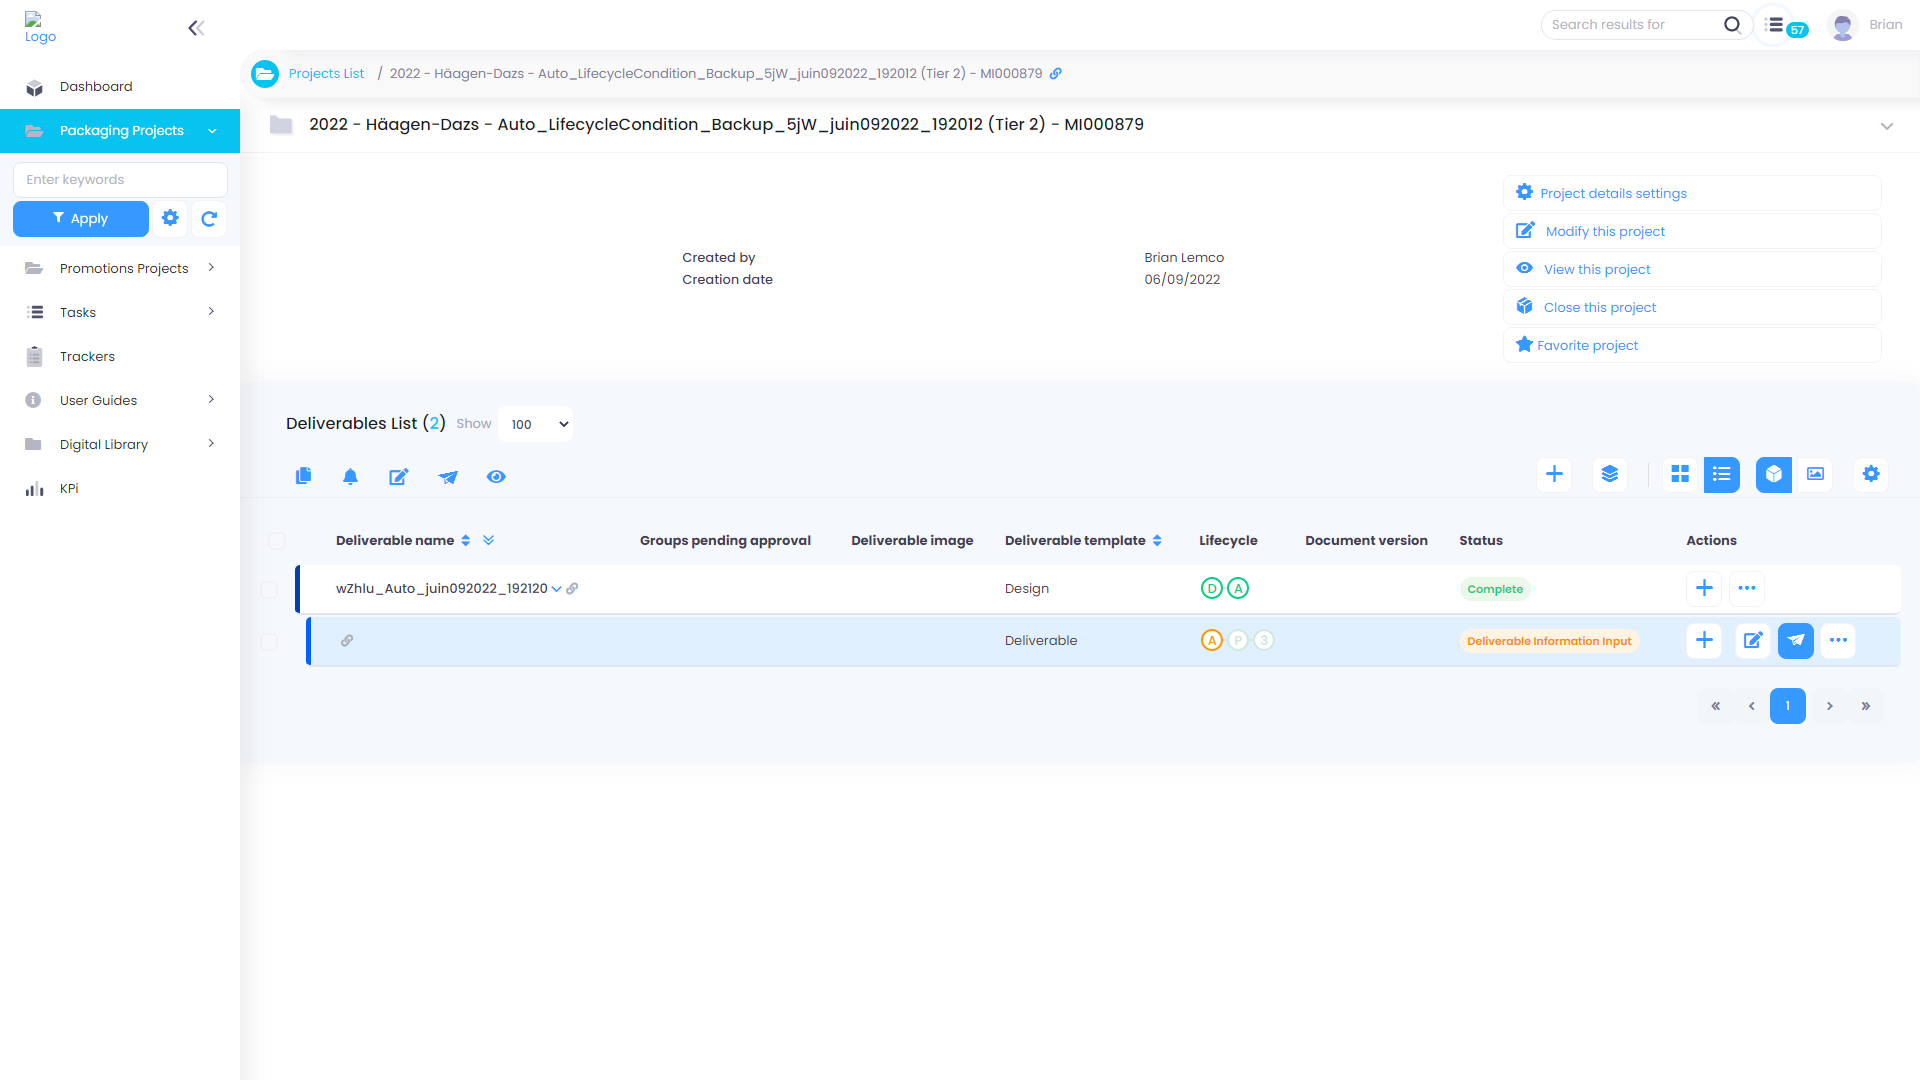 Logo
Search results for
57
Brian
Dashboard
Packaging Projects
Enter keywords
Apply
Promotions Projects
Tasks
Trackers
User Guides
Digital Library
KPi
Projects List / 2022 - Häagen-Dazs - Auto_LifecycleCondition_Backup_5jW_juin092022_192012 (Tier 2) - MI000879
2022 - Häagen-Dazs - Auto_LifecycleCondition_Backup_5jW_juin092022_192012 (Tier 2) - MI000879
Created by Brian Lemco
Creation date 06/09/2022
Project details settings
Modify this project
View this project
Close this project
Favorite project
Deliverables List (2) Show 100
Deliverable name Groups pending approval Deliverable image Deliverable template Lifecycle Document version Status Actions
wZhlu_Auto_juin092022_192120 Design D A Complete
Deliverable A P 3 Deliverable Information Input
« ‹ 1 › »